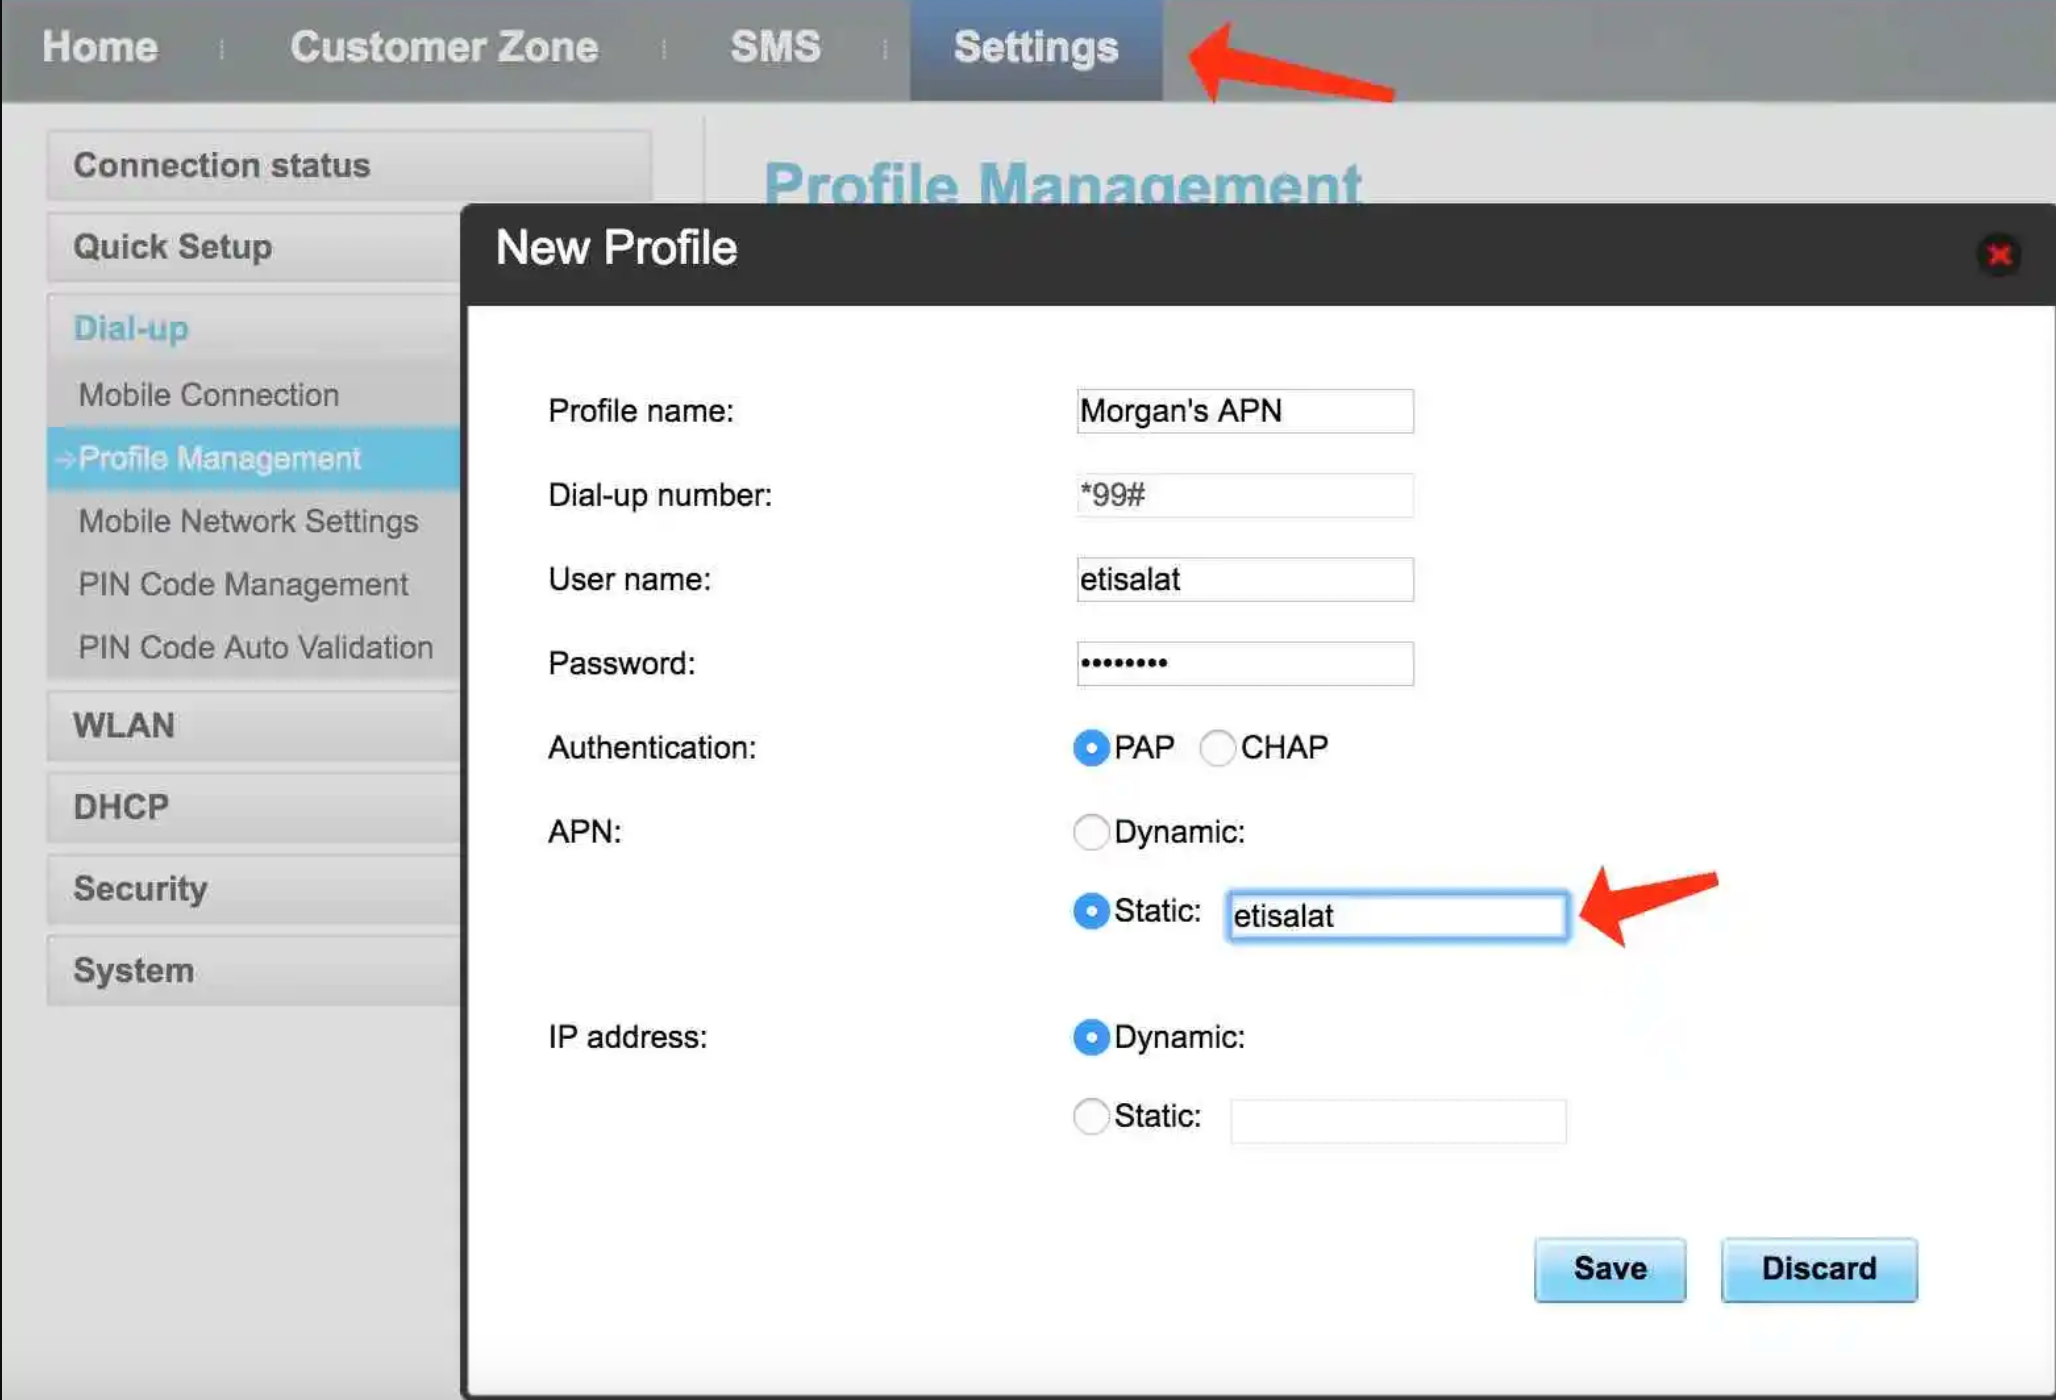 Home Customer Zone SMS Settings
Connection status
Profile Management
Quick Setup
New Profile
Dial-up
Mobile Connection
Profile name: Morgan's APN
Profile Management
Dial-up number: *99#
Mobile Network Settings
User name: etisalat
PIN Code Management
PIN Code Auto Validation
Password: ••••••••
WLAN
Authentication: PAP CHAP
DHCP
APN: Dynamic:
Security
Static: etisalat
System
IP address: Dynamic:
Static:
Save Discard